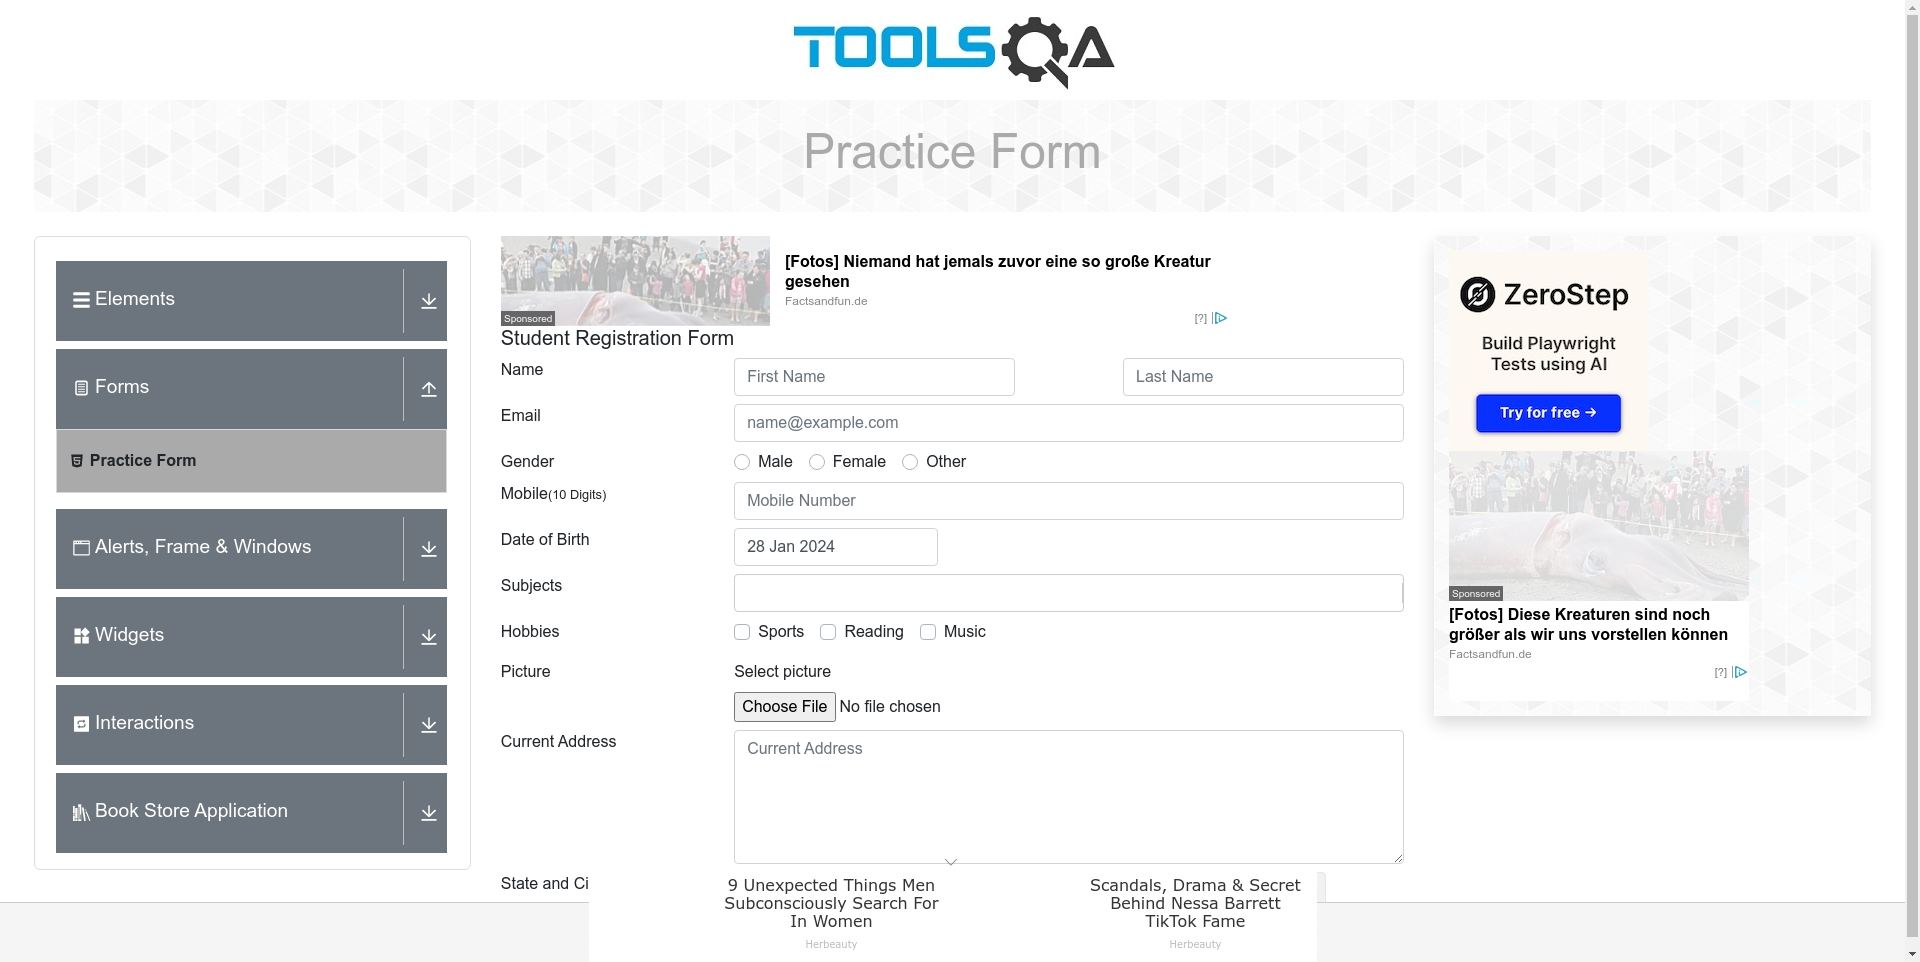 TOOLSQA
Practice Form
Elements
Forms
Practice Form
Alerts, Frame & Windows
Widgets
Interactions
Book Store Application
Sponsored
[Fotos] Niemand hat jemals zuvor eine so große Kreatur
gesehen
Factsandfun.de
[?]
Student Registration Form
Name
First Name
Last Name
Email
name@example.com
Gender
Male
Female
Other
Mobile(10 Digits)
Mobile Number
Date of Birth
28 Jan 2024
Subjects
Hobbies
Sports
Reading
Music
Picture
Select picture
Choose File
No file chosen
Current Address
Current Address
State and Ci
9 Unexpected Things Men
Subconsciously Search For
In Women
Herbeauty
Scandals, Drama & Secret
Behind Nessa Barrett
TikTok Fame
Herbeauty
ZeroStep
Build Playwright
Tests using AI
Try for free →
Sponsored
[Fotos] Diese Kreaturen sind noch
größer als wir uns vorstellen können
Factsandfun.de
[?]